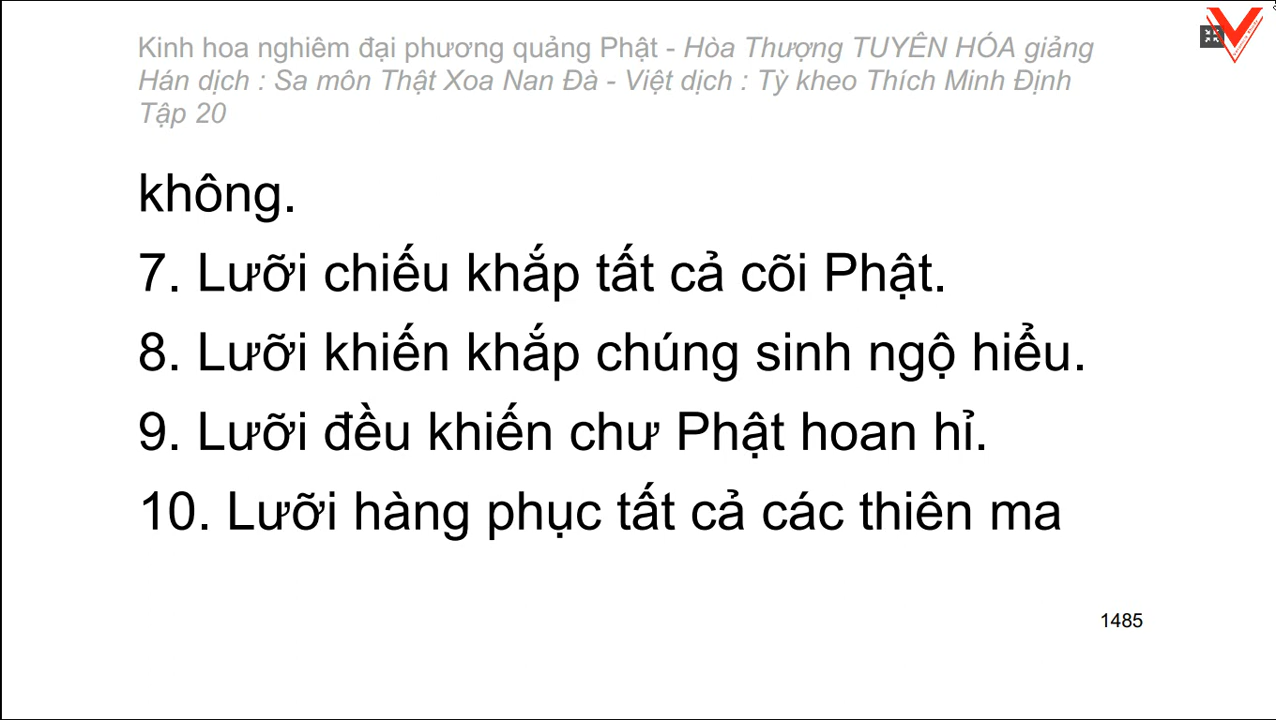 Kinh hoa nghiêm đại phương quảng Phật - Hòa Thượng TUYÊN HÓA giảng
Hán dịch : Sa môn Thật Xoa Nan Đà - Việt dịch : Tỳ kheo Thích Minh Định
Tập 20
không.
7. Lưỡi chiếu khắp tất cả cõi Phật.
8. Lưỡi khiến khắp chúng sinh ngộ hiểu.
9. Lưỡi đều khiến chư Phật hoan hỉ.
10. Lưỡi hàng phục tất cả các thiên ma
1485